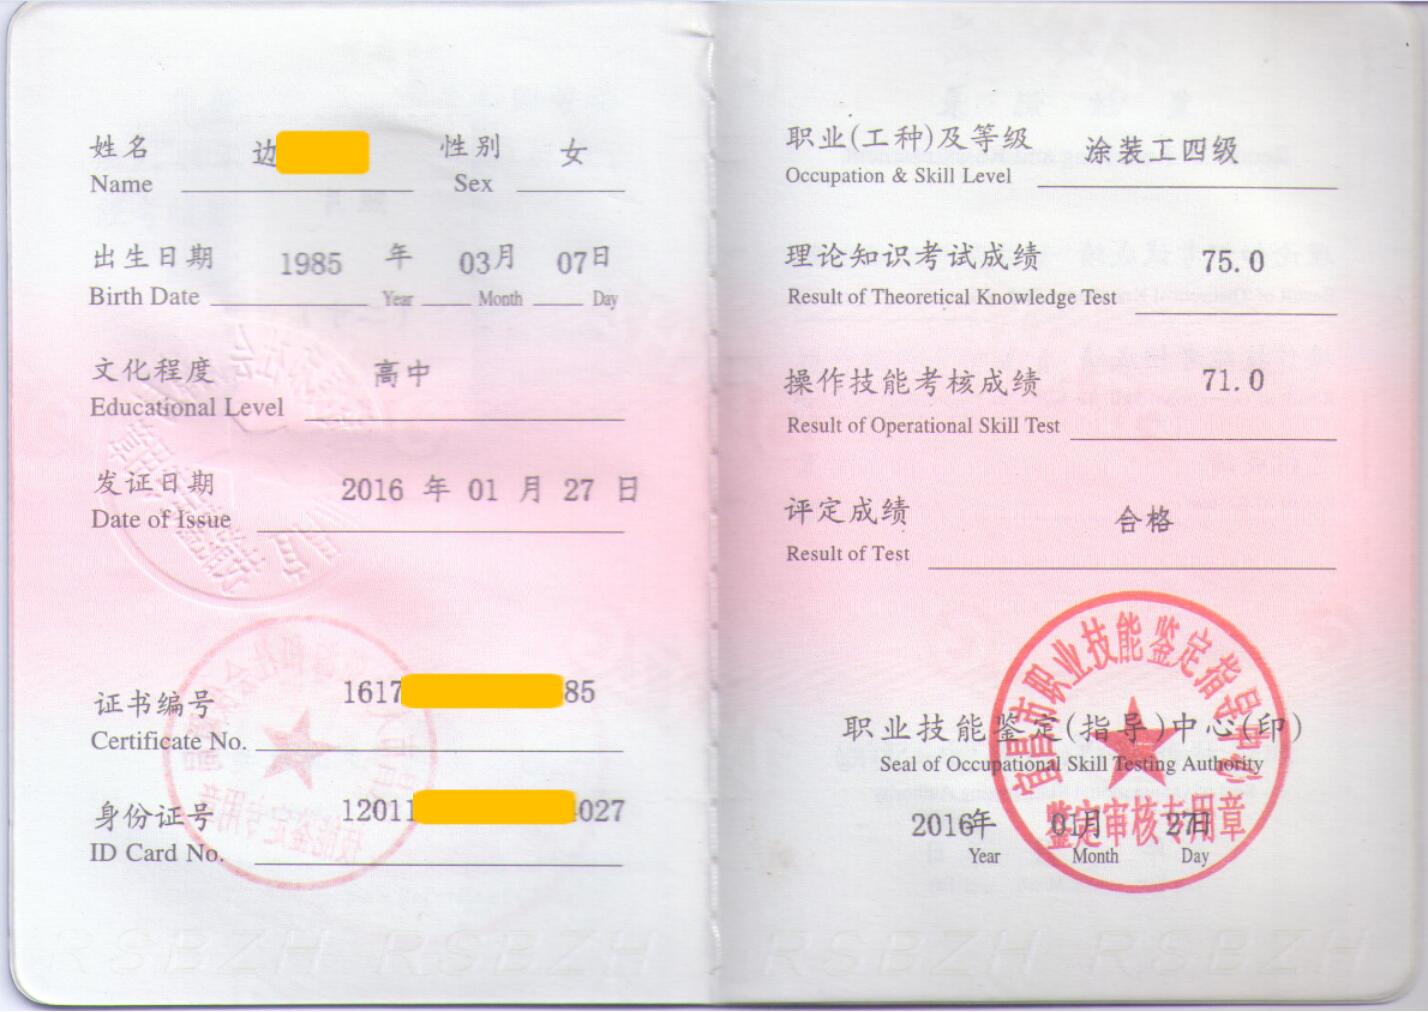 姓名 边 性别 女
Name Sex
出生日期 1985 年 03月 07日
Birth Date Year Month Day
文化程度 高中
Educational Level
发证日期 2016 年 01 月 27 日
Date of Issue
证书编号 1617 85
Certificate No.
身份证号 12011 027
ID Card No.
RSBZH RSBZH
职业(工种)及等级 涂装工四级
Occupation & Skill Level
理论知识考试成绩 75.0
Result of Theoretical Knowledge Test
操作技能考核成绩 71.0
Result of Operational Skill Test
评定成绩 合格
Result of Test
宜昌市职业技能鉴定指导中心
职业技能鉴定(指导)中心(印)
Seal of Occupational Skill Testing Authority
鉴定审核专用章
2016年 01月 27日
Year Month Day
RSBZH RSBZH